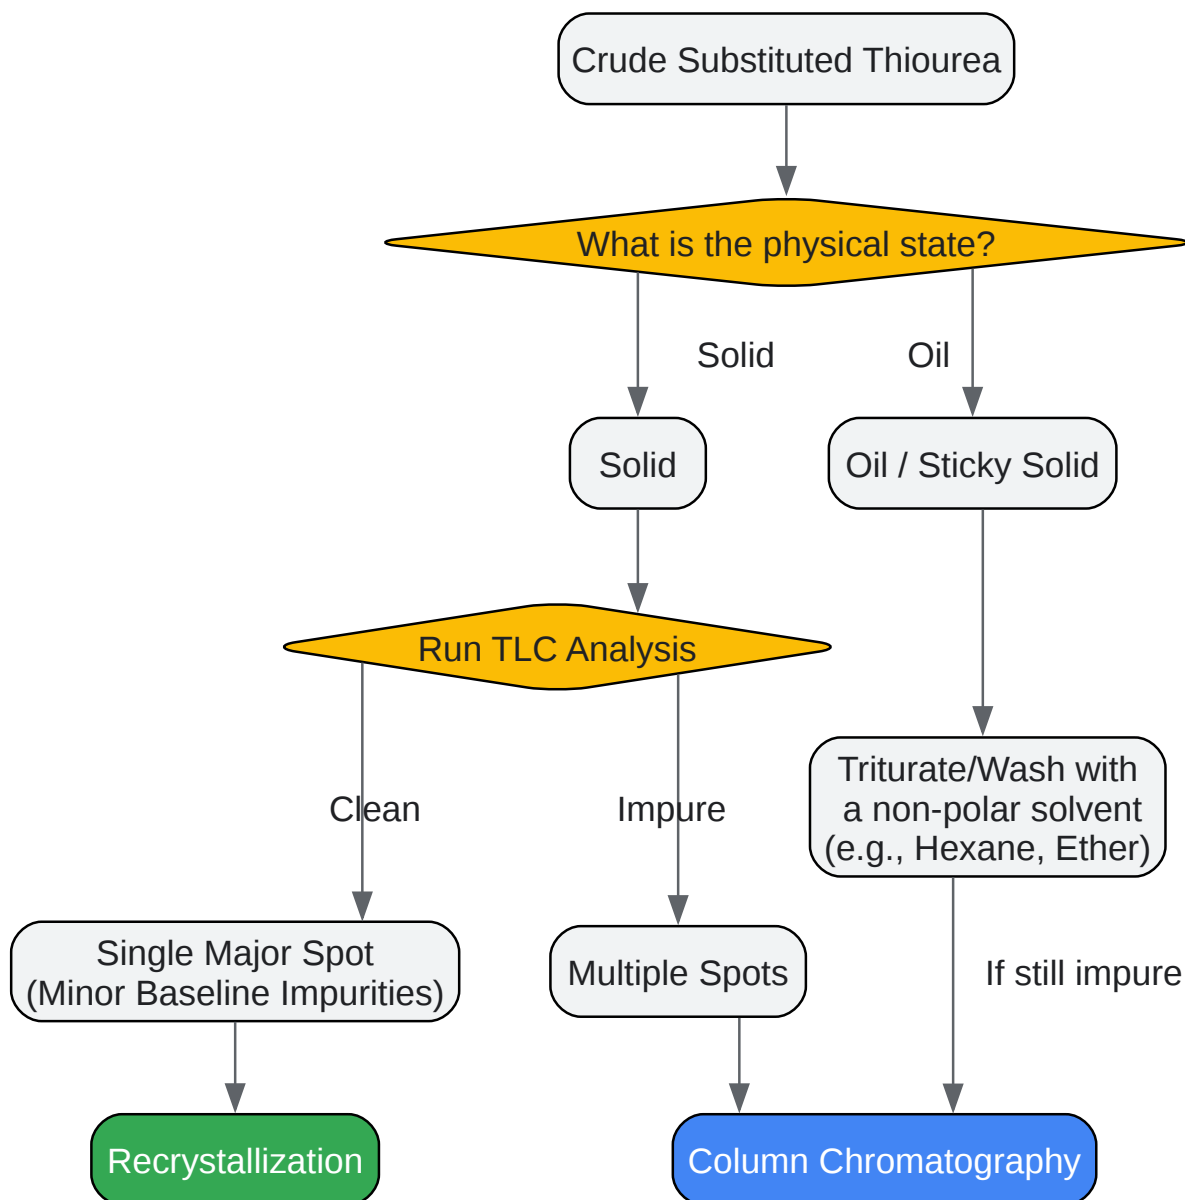 Crude Substituted Thiourea
What is the physical state?
Solid
Oil
Solid
Oil / Sticky Solid
Run TLC Analysis
Triturate/Wash with
a non-polar solvent
(e.g., Hexane, Ether)
Clean
Impure
Single Major Spot
(Minor Baseline Impurities)
Multiple Spots
If still impure
Recrystallization
Column Chromatography